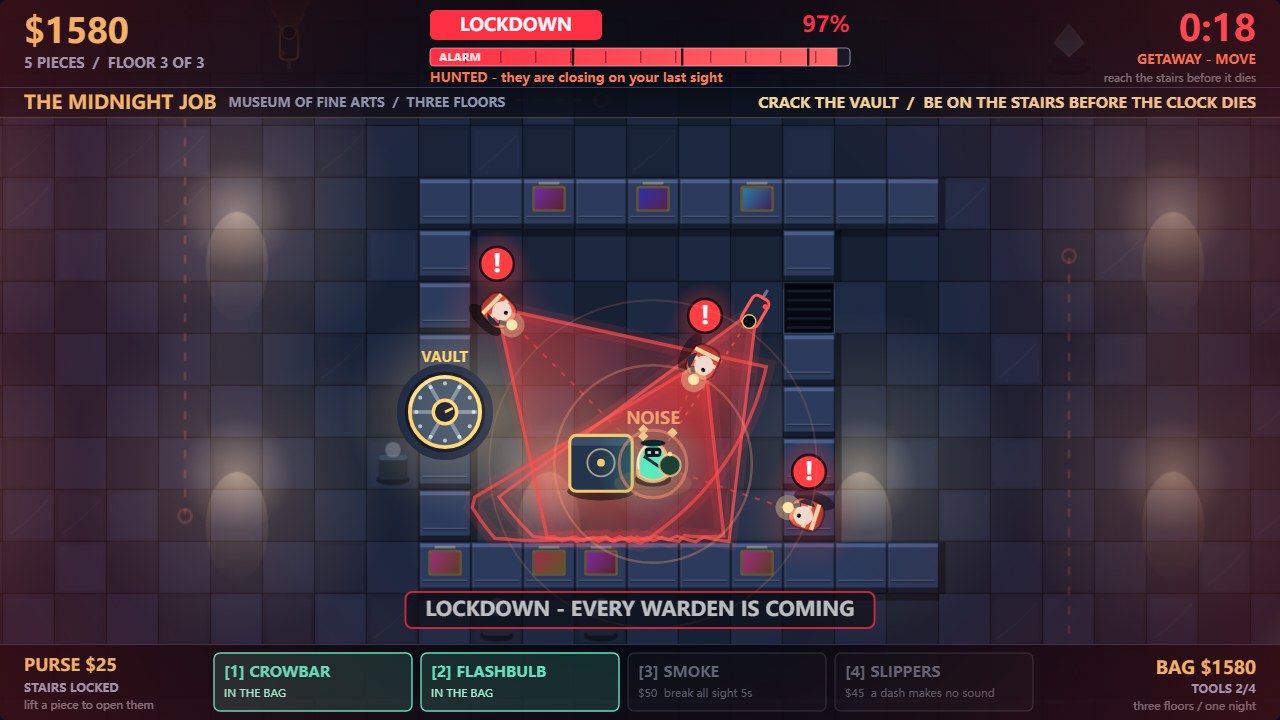 $1580
5 PIECES / FLOOR 3 OF 3
LOCKDOWN
97%
ALARM
HUNTED - they are closing on your last sight
0:18
GETAWAY - MOVE
reach the stairs before it dies
THE MIDNIGHT JOB
MUSEUM OF FINE ARTS / THREE FLOORS
CRACK THE VAULT / BE ON THE STAIRS BEFORE THE CLOCK DIES
!
!
VAULT
NOISE
!
LOCKDOWN - EVERY WARDEN IS COMING
PURSE $25
STAIRS LOCKED
lift a piece to open them
[1] CROWBAR
IN THE BAG
[2] FLASHBULB
IN THE BAG
[3] SMOKE
$50 break all sight 5s
[4] SLIPPERS
$45 a dash makes no sound
BAG $1580
TOOLS 2/4
three floors / one night